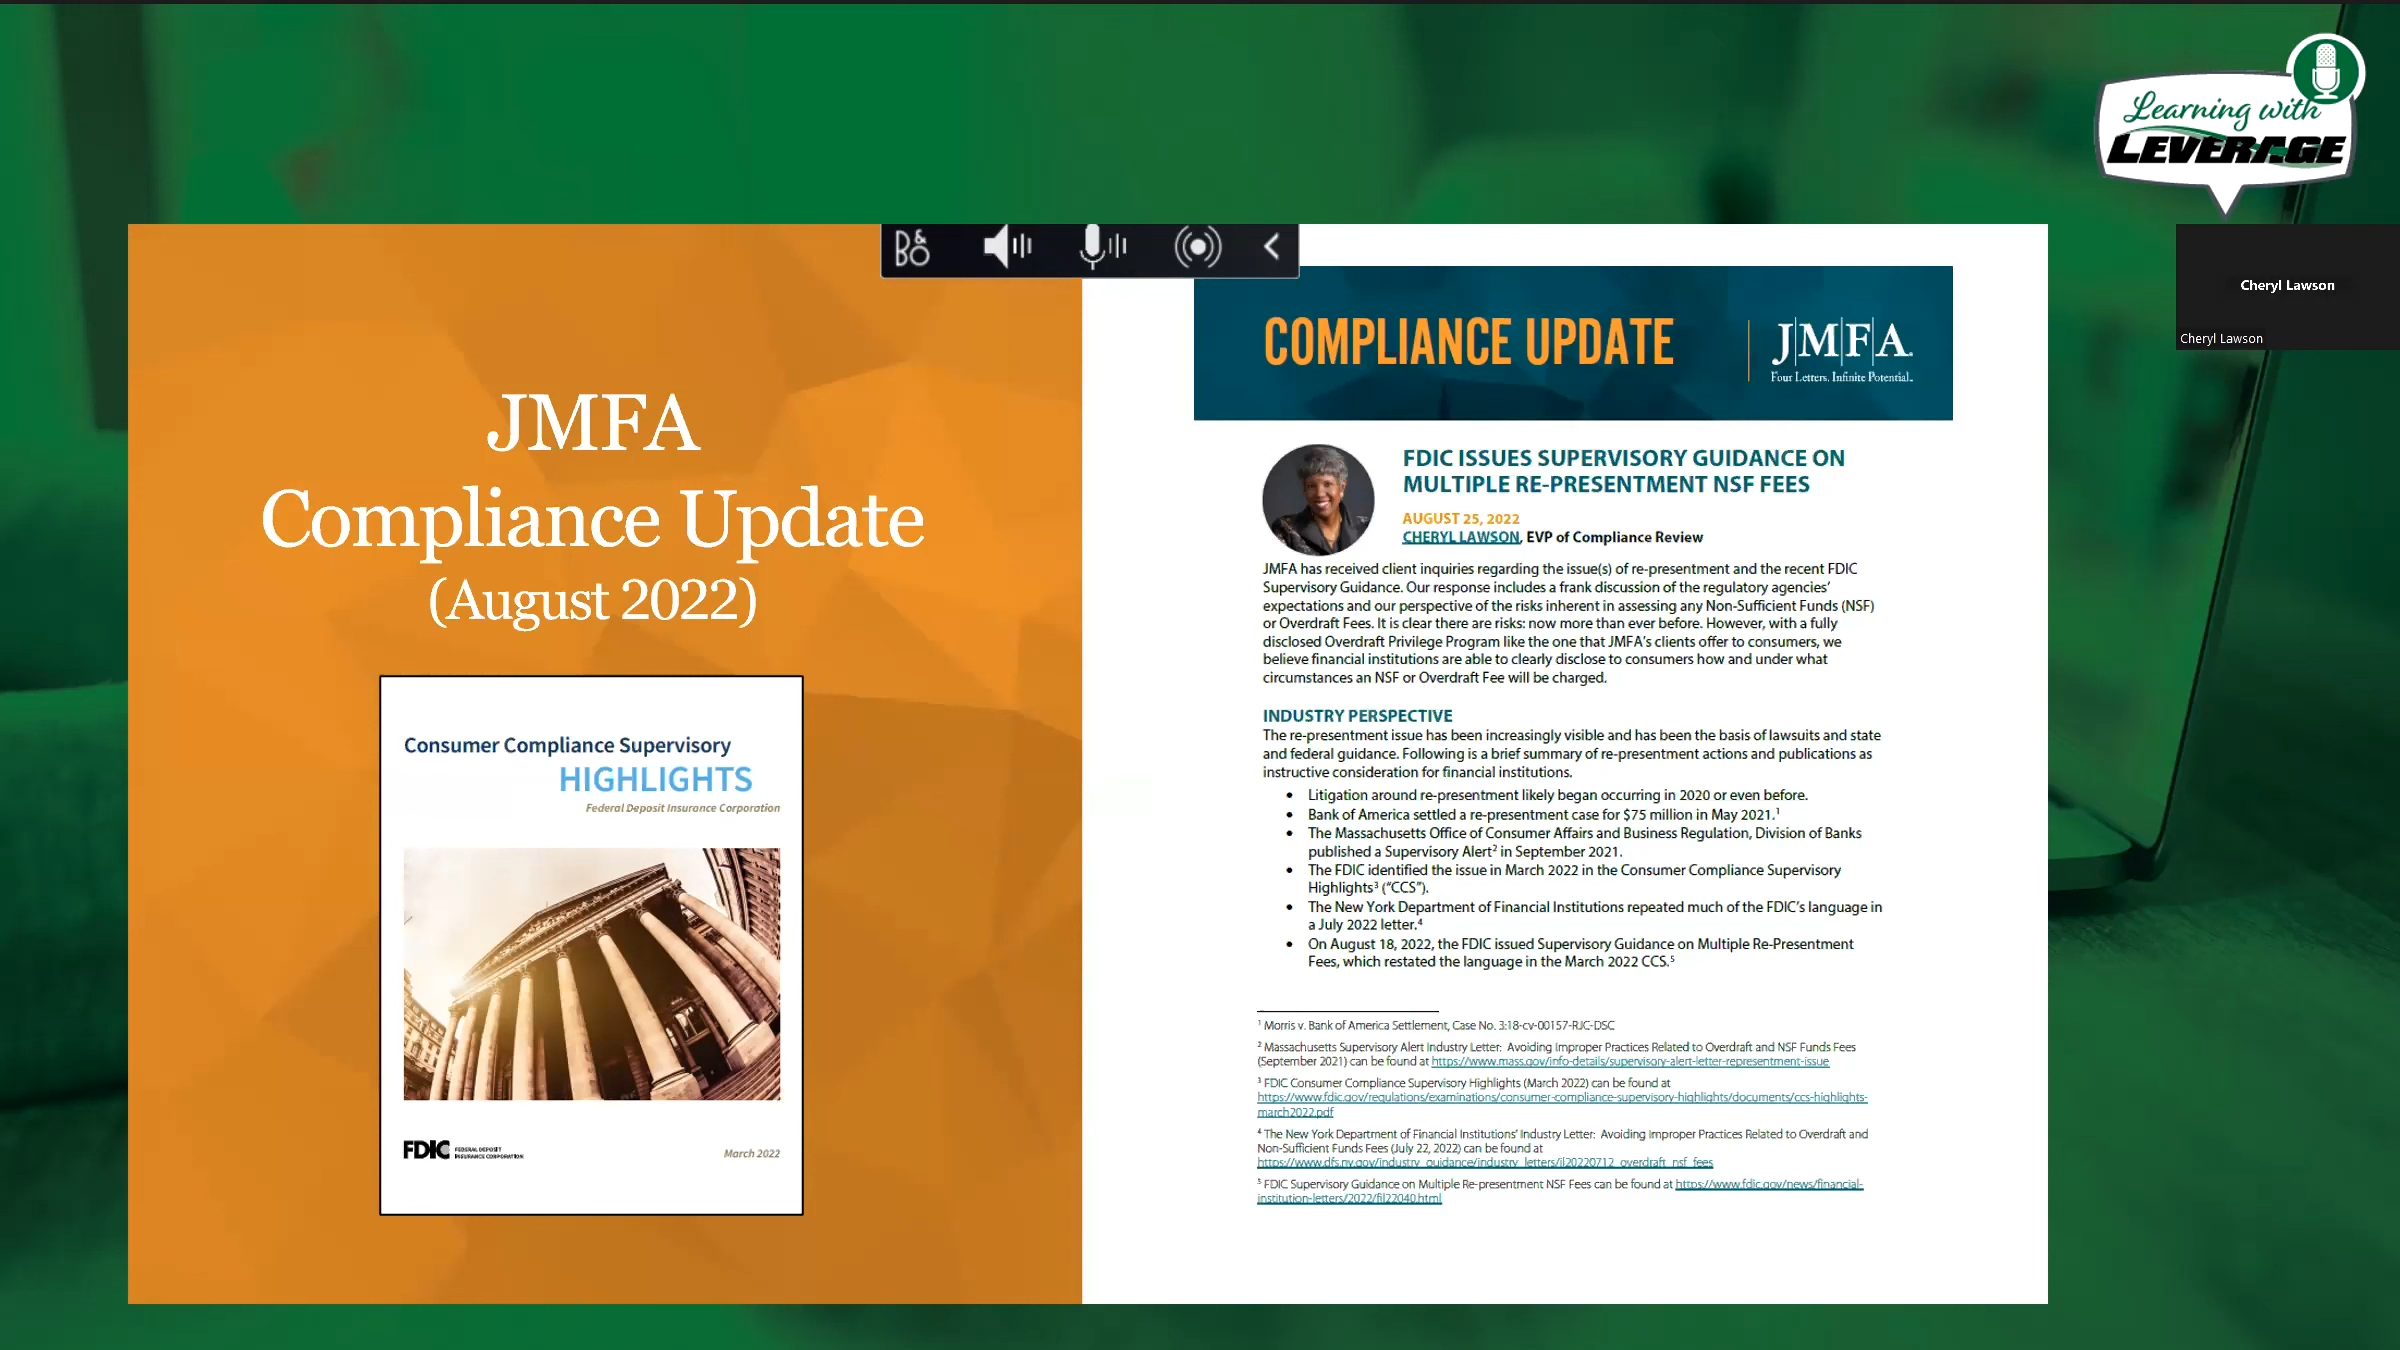 Learning with
LEVERAGE
B&O
Cheryl Lawson
Cheryl Lawson
JMFA
Compliance Update
(August 2022)
Consumer Compliance Supervisory
HIGHLIGHTS
Federal Deposit Insurance Corporation
FDIC
FEDERAL DEPOSIT
INSURANCE CORPORATION
March 2022
COMPLIANCE UPDATE
J|M|F|A.
Four Letters. Infinite Potential.
FDIC ISSUES SUPERVISORY GUIDANCE ON
MULTIPLE RE-PRESENTMENT NSF FEES
AUGUST 25, 2022
CHERYL LAWSON, EVP of Compliance Review
JMFA has received client inquiries regarding the issue(s) of re-presentment and the recent FDIC
Supervisory Guidance. Our response includes a frank discussion of the regulatory agencies’
expectations and our perspective of the risks inherent in assessing any Non-Sufficient Funds (NSF)
or Overdraft Fees. It is clear there are risks: now more than ever before. However, with a fully
disclosed Overdraft Privilege Program like the one that JMFA’s clients offer to consumers, we
believe financial institutions are able to clearly disclose to consumers how and under what
circumstances an NSF or Overdraft Fee will be charged.
INDUSTRY PERSPECTIVE
The re-presentment issue has been increasingly visible and has been the basis of lawsuits and state
and federal guidance. Following is a brief summary of re-presentment actions and publications as
instructive consideration for financial institutions.
• Litigation around re-presentment likely began occurring in 2020 or even before.
• Bank of America settled a re-presentment case for $75 million in May 2021.¹
• The Massachusetts Office of Consumer Affairs and Business Regulation, Division of Banks
published a Supervisory Alert² in September 2021.
• The FDIC identified the issue in March 2022 in the Consumer Compliance Supervisory
Highlights³ (“CCS”).
• The New York Department of Financial Institutions repeated much of the FDIC’s language in
a July 2022 letter.⁴
• On August 18, 2022, the FDIC issued Supervisory Guidance on Multiple Re-Presentment
Fees, which restated the language in the March 2022 CCS.⁵
¹ Morris v. Bank of America Settlement, Case No. 3:18-cv-00157-RJC-DSC
² Massachusetts Supervisory Alert Industry Letter: Avoiding Improper Practices Related to Overdraft and NSF Funds Fees
(September 2021) can be found at https://www.mass.gov/info-details/supervisory-alert-letter-representment-issue
³ FDIC Consumer Compliance Supervisory Highlights (March 2022) can be found at
https://www.fdic.gov/regulations/examinations/consumer-compliance-supervisory-highlights/documents/ccs-highlights-
march2022.pdf
⁴ The New York Department of Financial Institutions’ Industry Letter: Avoiding Improper Practices Related to Overdraft and
Non-Sufficient Funds Fees (July 22, 2022) can be found at
https://www.dfs.ny.gov/industry_guidance/industry_letters/il20220712_overdraft_nsf_fees
⁵ FDIC Supervisory Guidance on Multiple Re-presentment NSF Fees can be found at https://www.fdic.gov/news/financial-
institution-letters/2022/fil22040.html